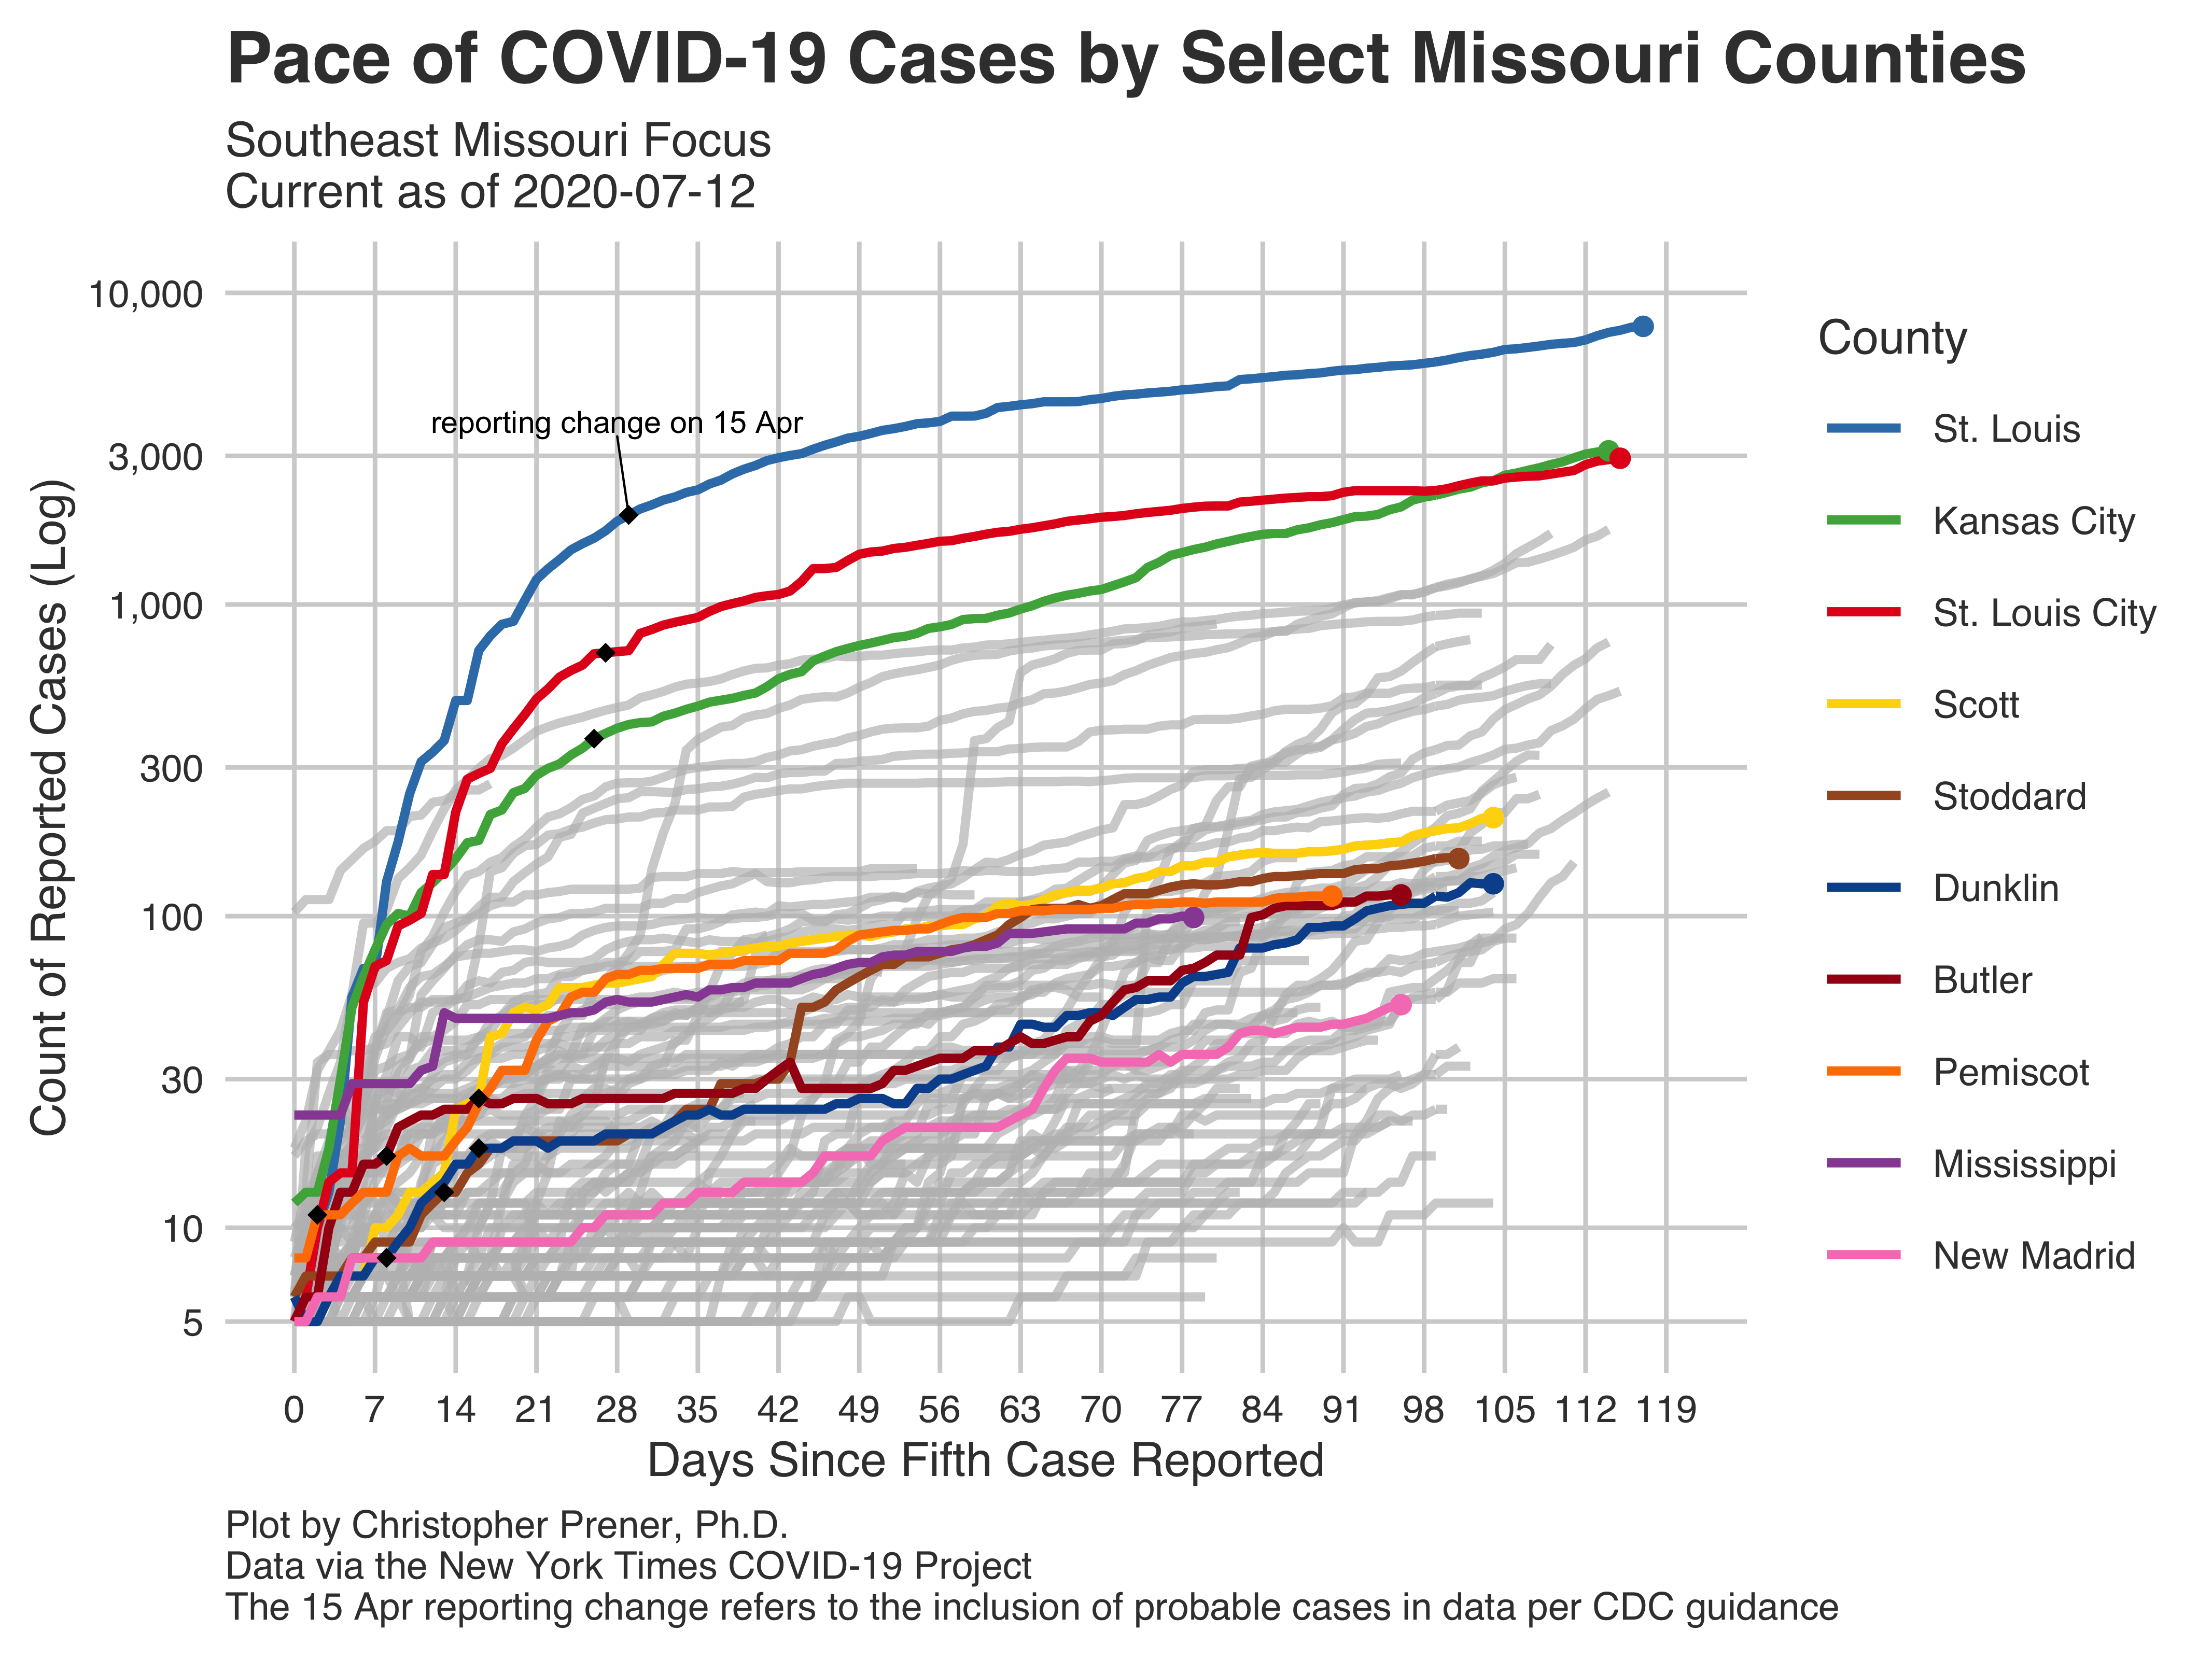 Pace of COVID-19 Cases by Select Missouri Counties
Southeast Missouri Focus
Current as of 2020-07-12
10,000
3,000
1,000
300
100
30
10
5
Count of Reported Cases (Log)
reporting change on 15 Apr
0 7 14 21 28 35 42 49 56 63 70 77 84 91 98 105 112 119
Days Since Fifth Case Reported
County
St. Louis
Kansas City
St. Louis City
Scott
Stoddard
Dunklin
Butler
Pemiscot
Mississippi
New Madrid
Plot by Christopher Prener, Ph.D.
Data via the New York Times COVID-19 Project
The 15 Apr reporting change refers to the inclusion of probable cases in data per CDC guidance